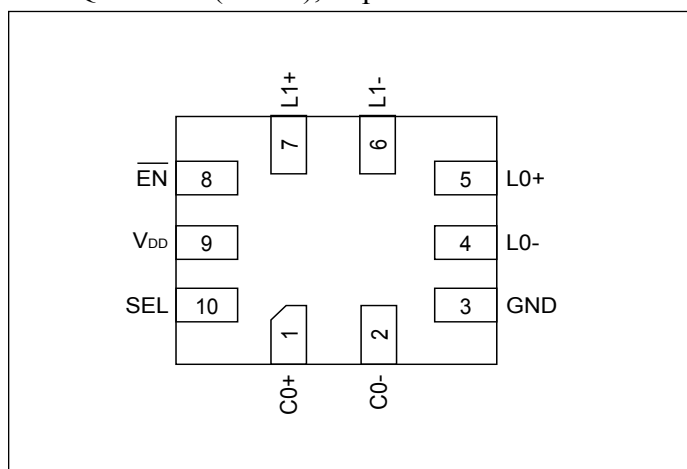 L1+ L1-
7 6
EN 8 5 L0+
VDD 9 4 L0-
SEL 10 3 GND
1 2
C0+ C0-